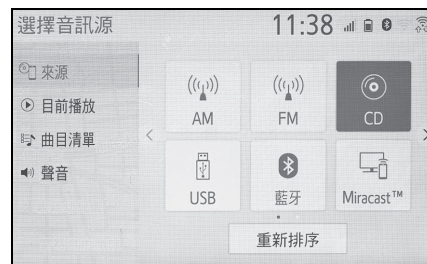 選擇音訊源 11:38
來源
目前播放
曲目清單
聲音
AM FM CD
USB 藍牙 Miracast™
重新排序